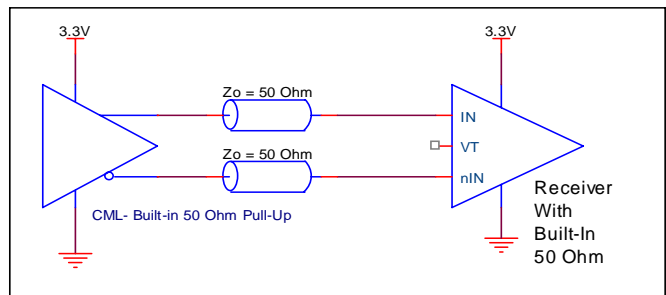 3.3V
3.3V
Zo = 50 Ohm
IN
VT
Zo = 50 Ohm
nIN
CML- Built-in 50 Ohm Pull-Up
Receiver
With
Built-In
50 Ohm